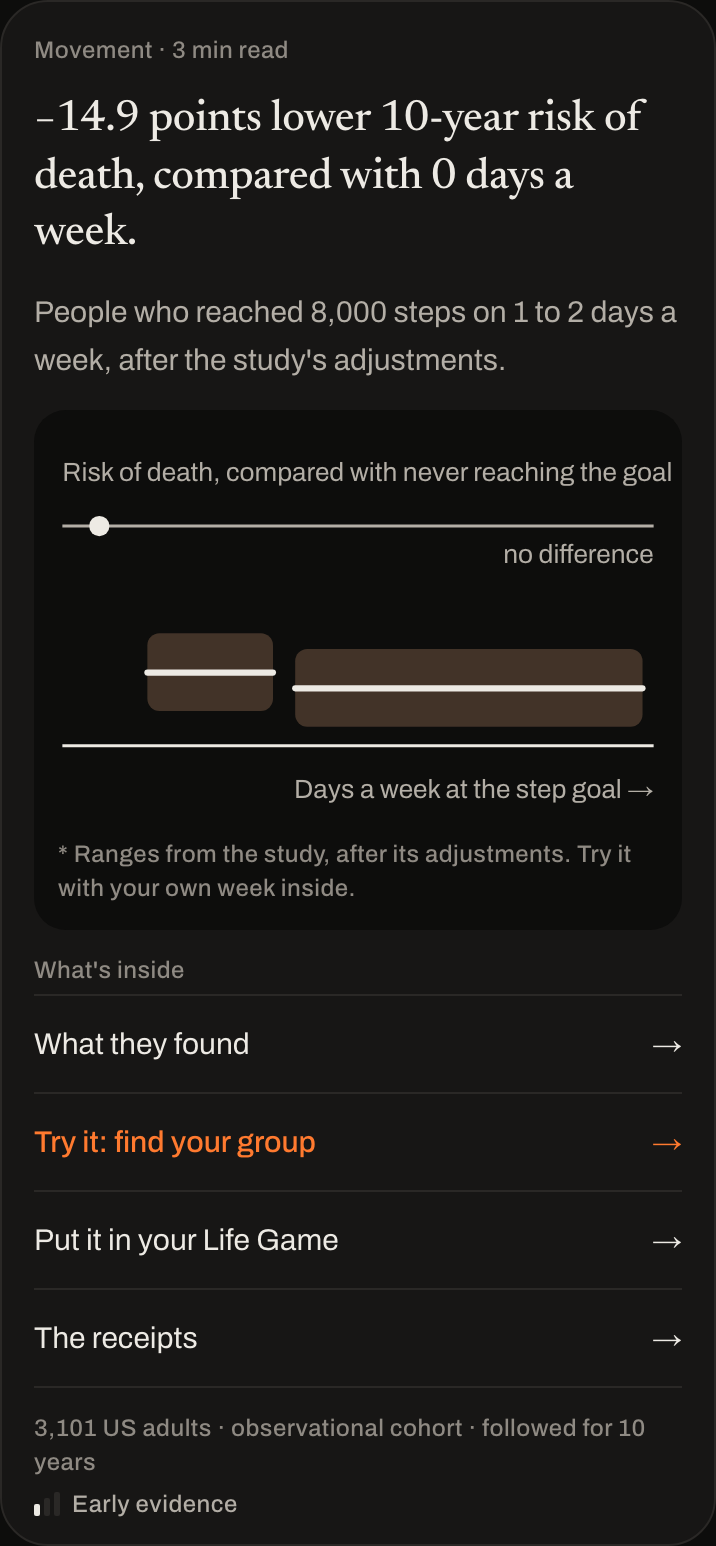 Movement · 3 min read
−14.9 points lower 10-year risk of
death, compared with 0 days a
week.
People who reached 8,000 steps on 1 to 2 days a
week, after the study's adjustments.
Risk of death, compared with never reaching the goal
no difference
Days a week at the step goal →
* Ranges from the study, after its adjustments. Try it
with your own week inside.
What's inside
What they found →
Try it: find your group →
Put it in your Life Game →
The receipts →
3,101 US adults · observational cohort · followed for 10
years
Early evidence